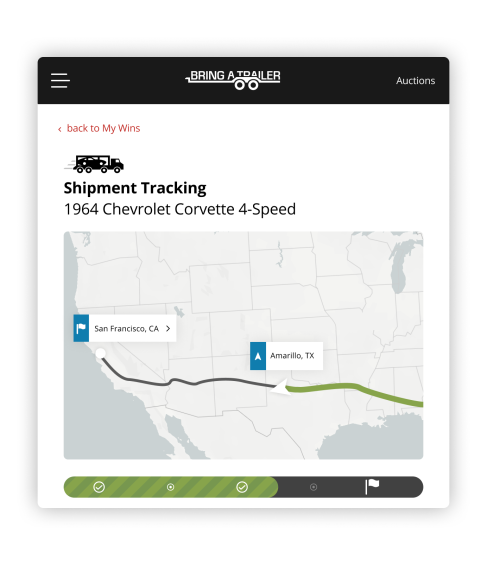 BRING A TRAILER
Auctions
‹ back to My Wins
Shipment Tracking
1964 Chevrolet Corvette 4-Speed
San Francisco, CA >
Amarillo, TX